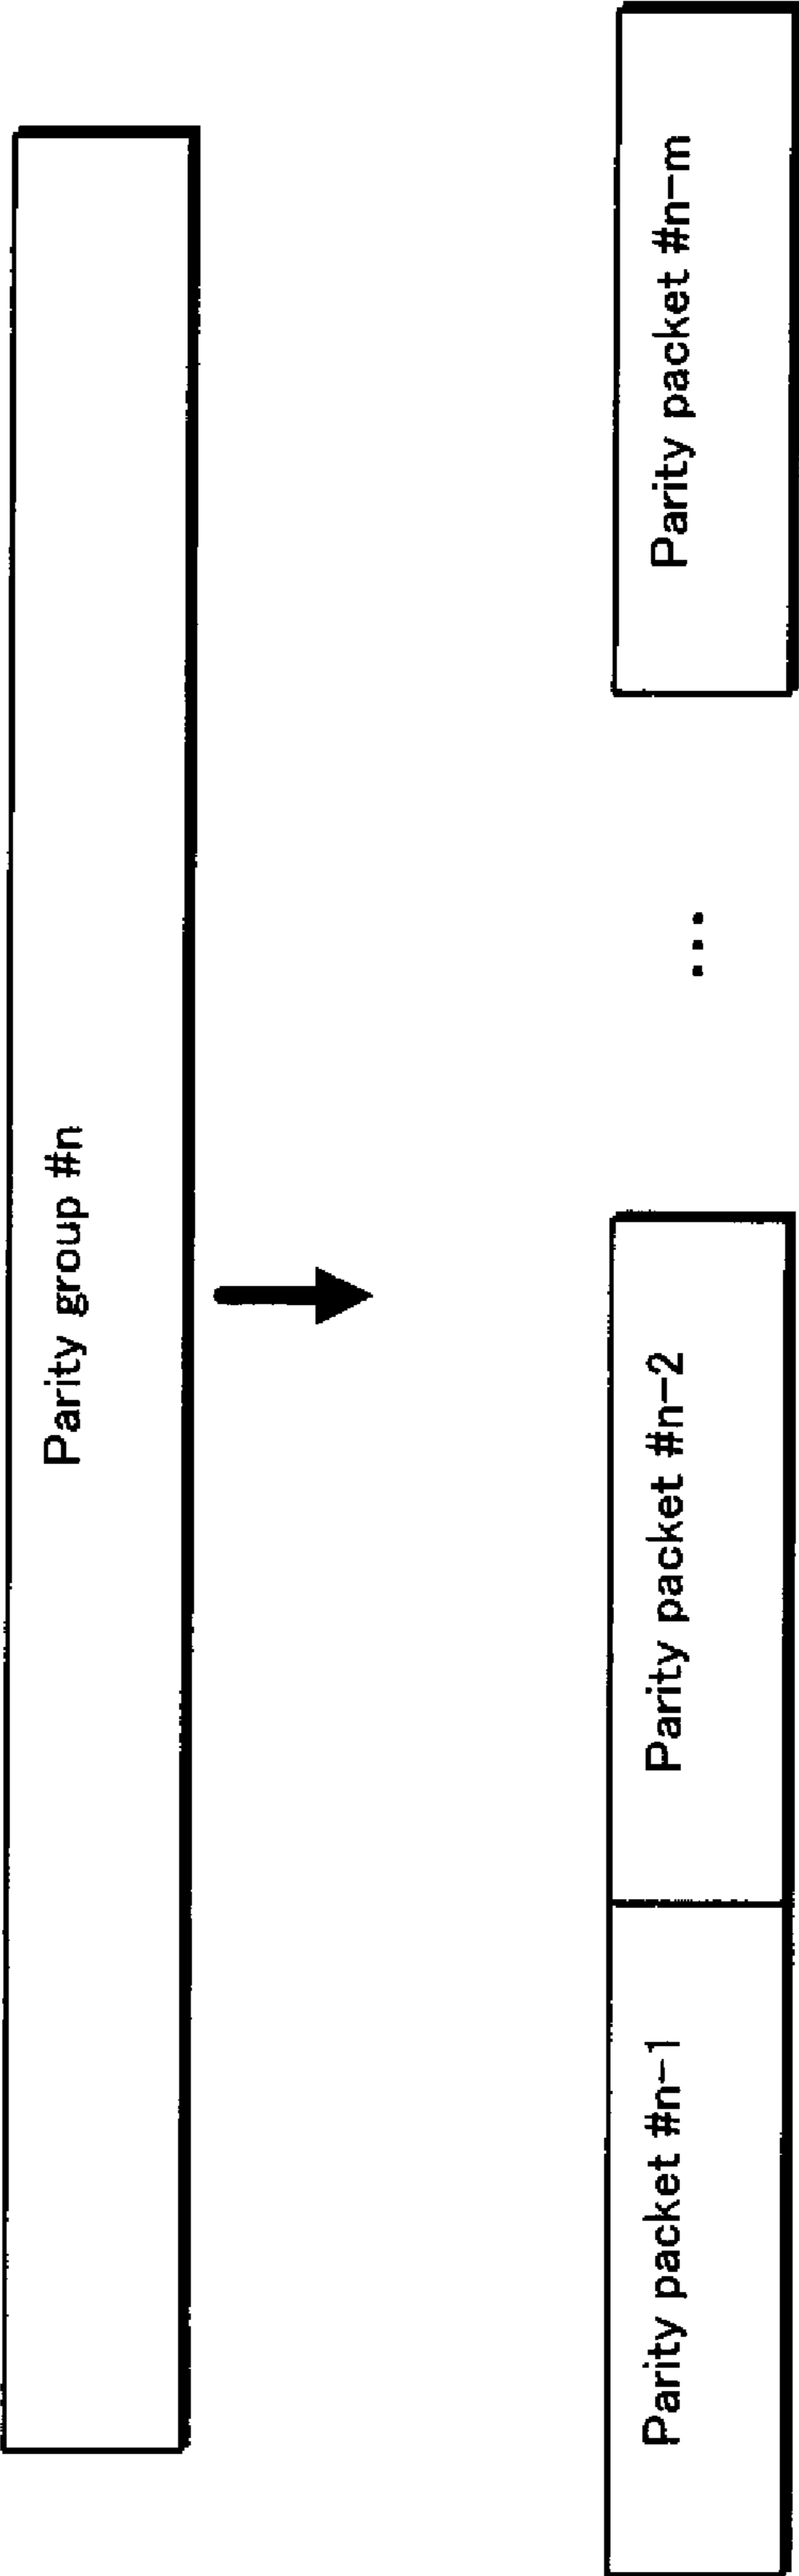 Parity group #n
Parity packet #n-1
Parity packet #n-2
...
Parity packet #n-m